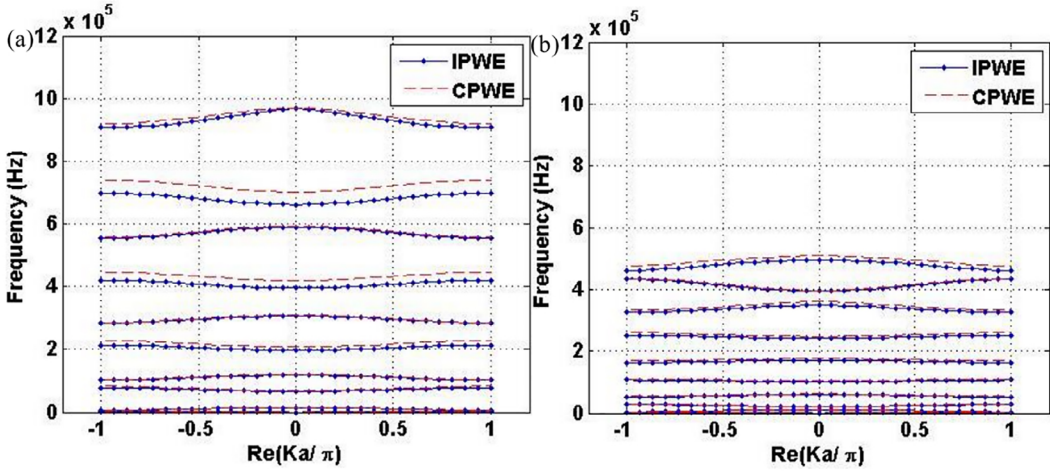 (a)
x 10^5
12
10
8
6
4
2
0
Frequency (Hz)
-1 -0.5 0 0.5 1
Re(Ka/ π)
IPWE
CPWE
(b)
x 10^5
12
10
8
6
4
2
0
Frequency (Hz)
-1 -0.5 0 0.5 1
Re(Ka/ π)
IPWE
CPWE